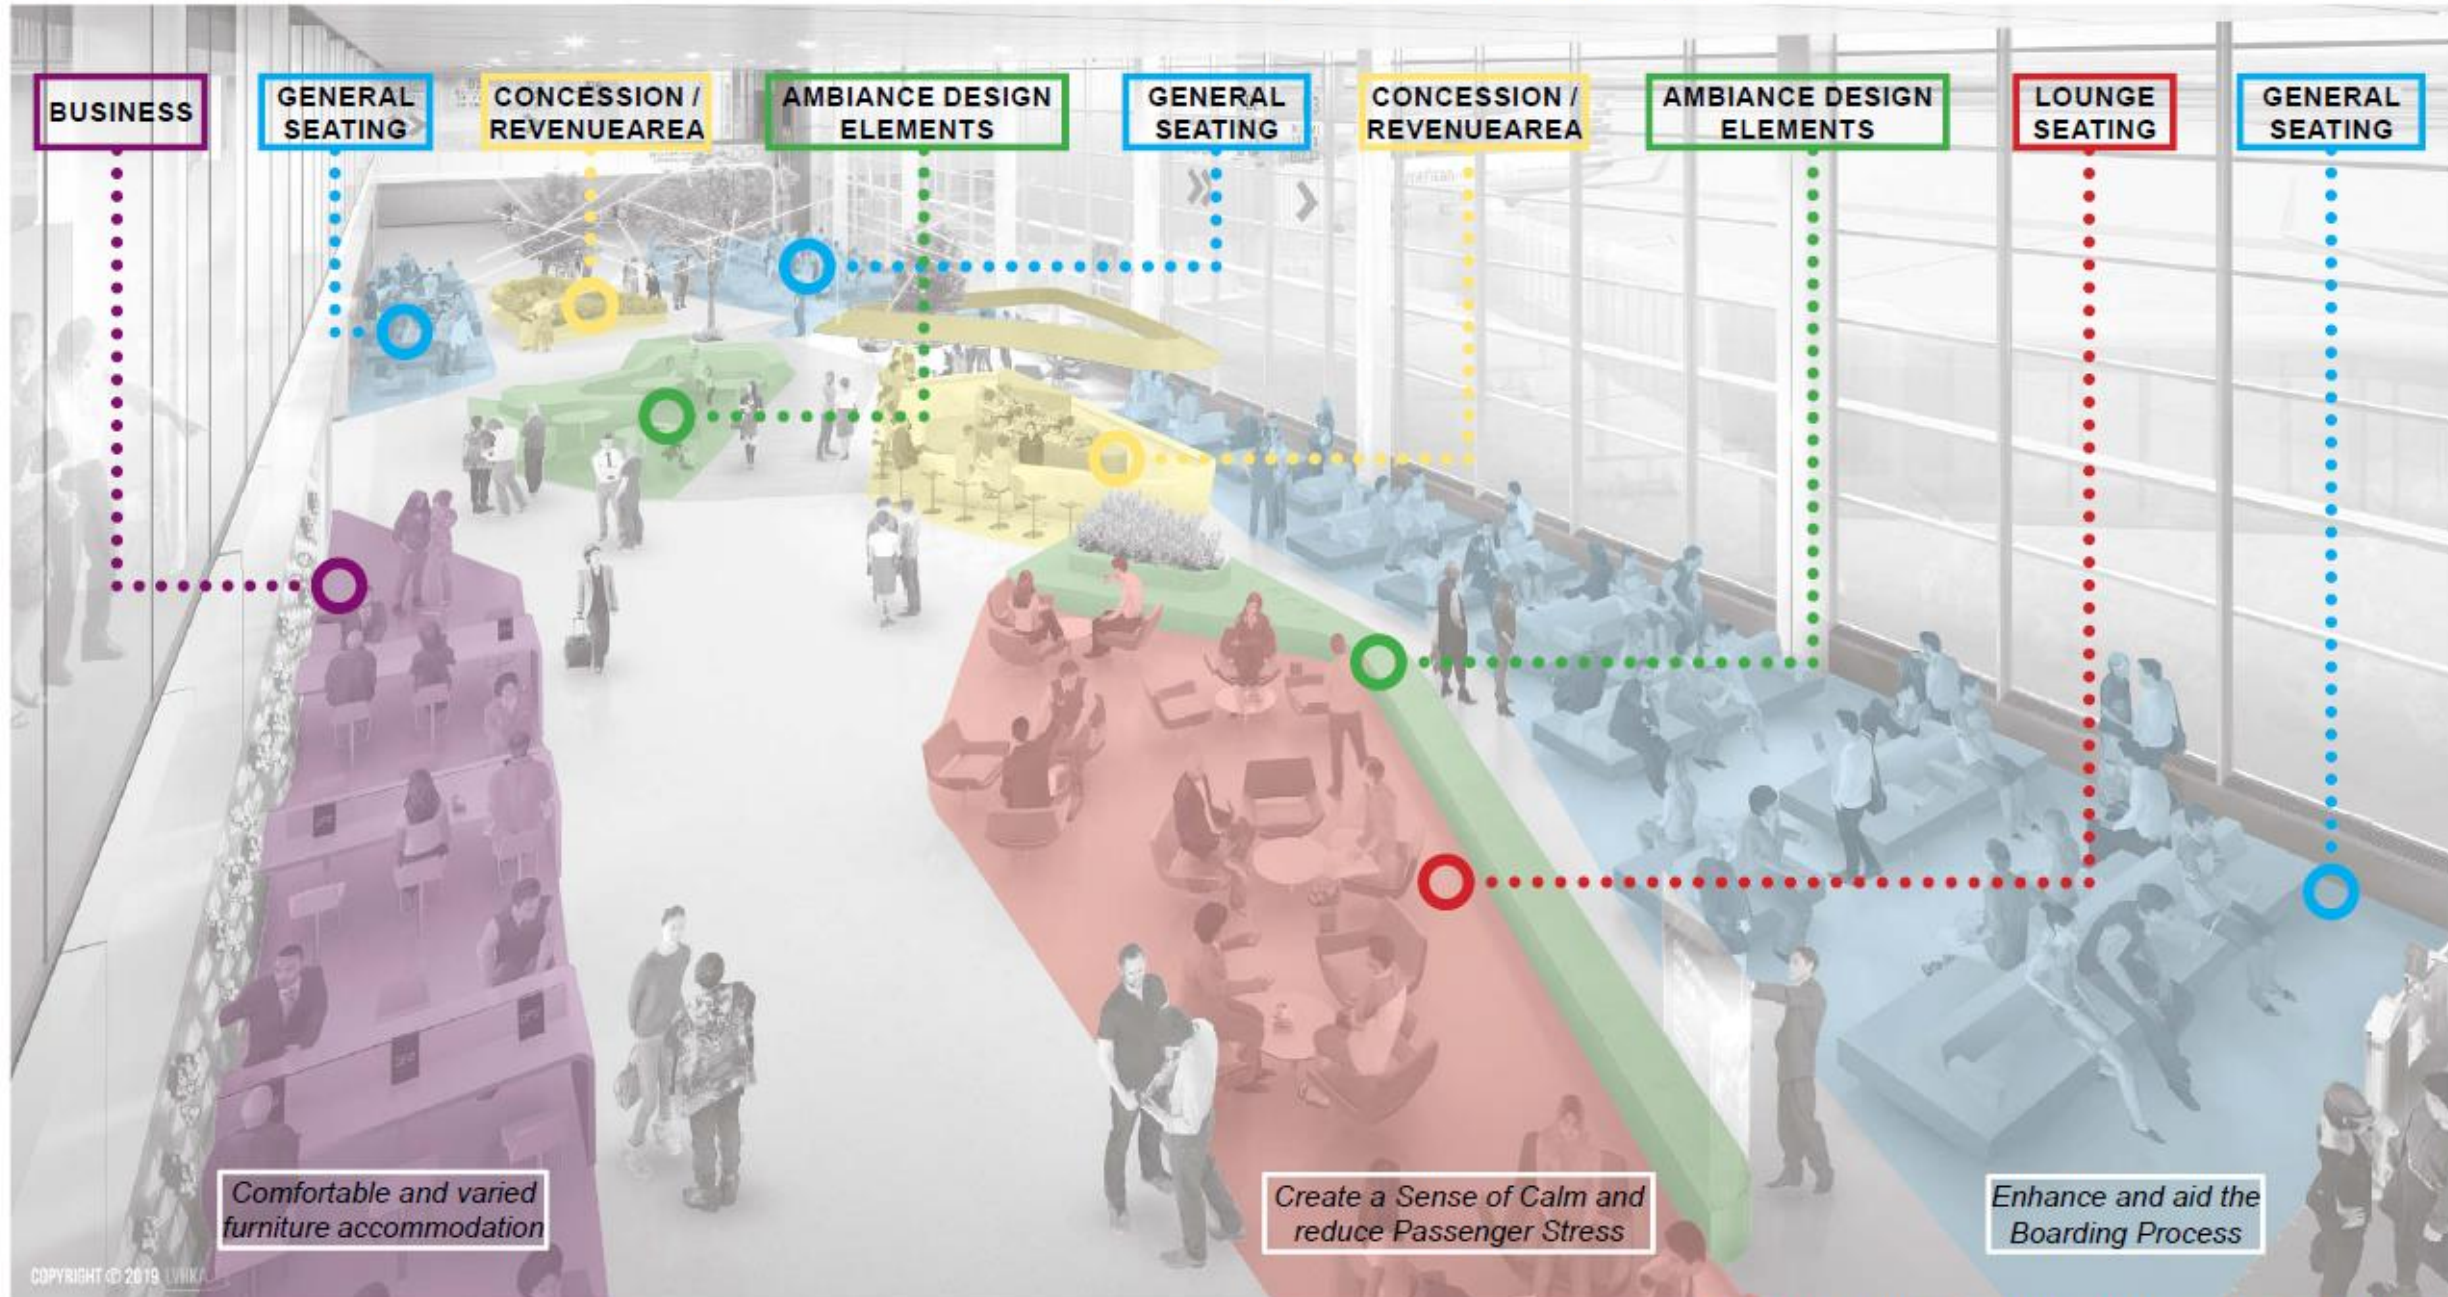 BUSINESS
GENERAL
SEATING
CONCESSION /
REVENUEAREA
AMBIANCE DESIGN
ELEMENTS
GENERAL
SEATING
CONCESSION /
REVENUEAREA
AMBIANCE DESIGN
ELEMENTS
LOUNGE
SEATING
GENERAL
SEATING
Comfortable and varied
furniture accommodation
Create a Sense of Calm and
reduce Passenger Stress
Enhance and aid the
Boarding Process
COPYRIGHT © 2019